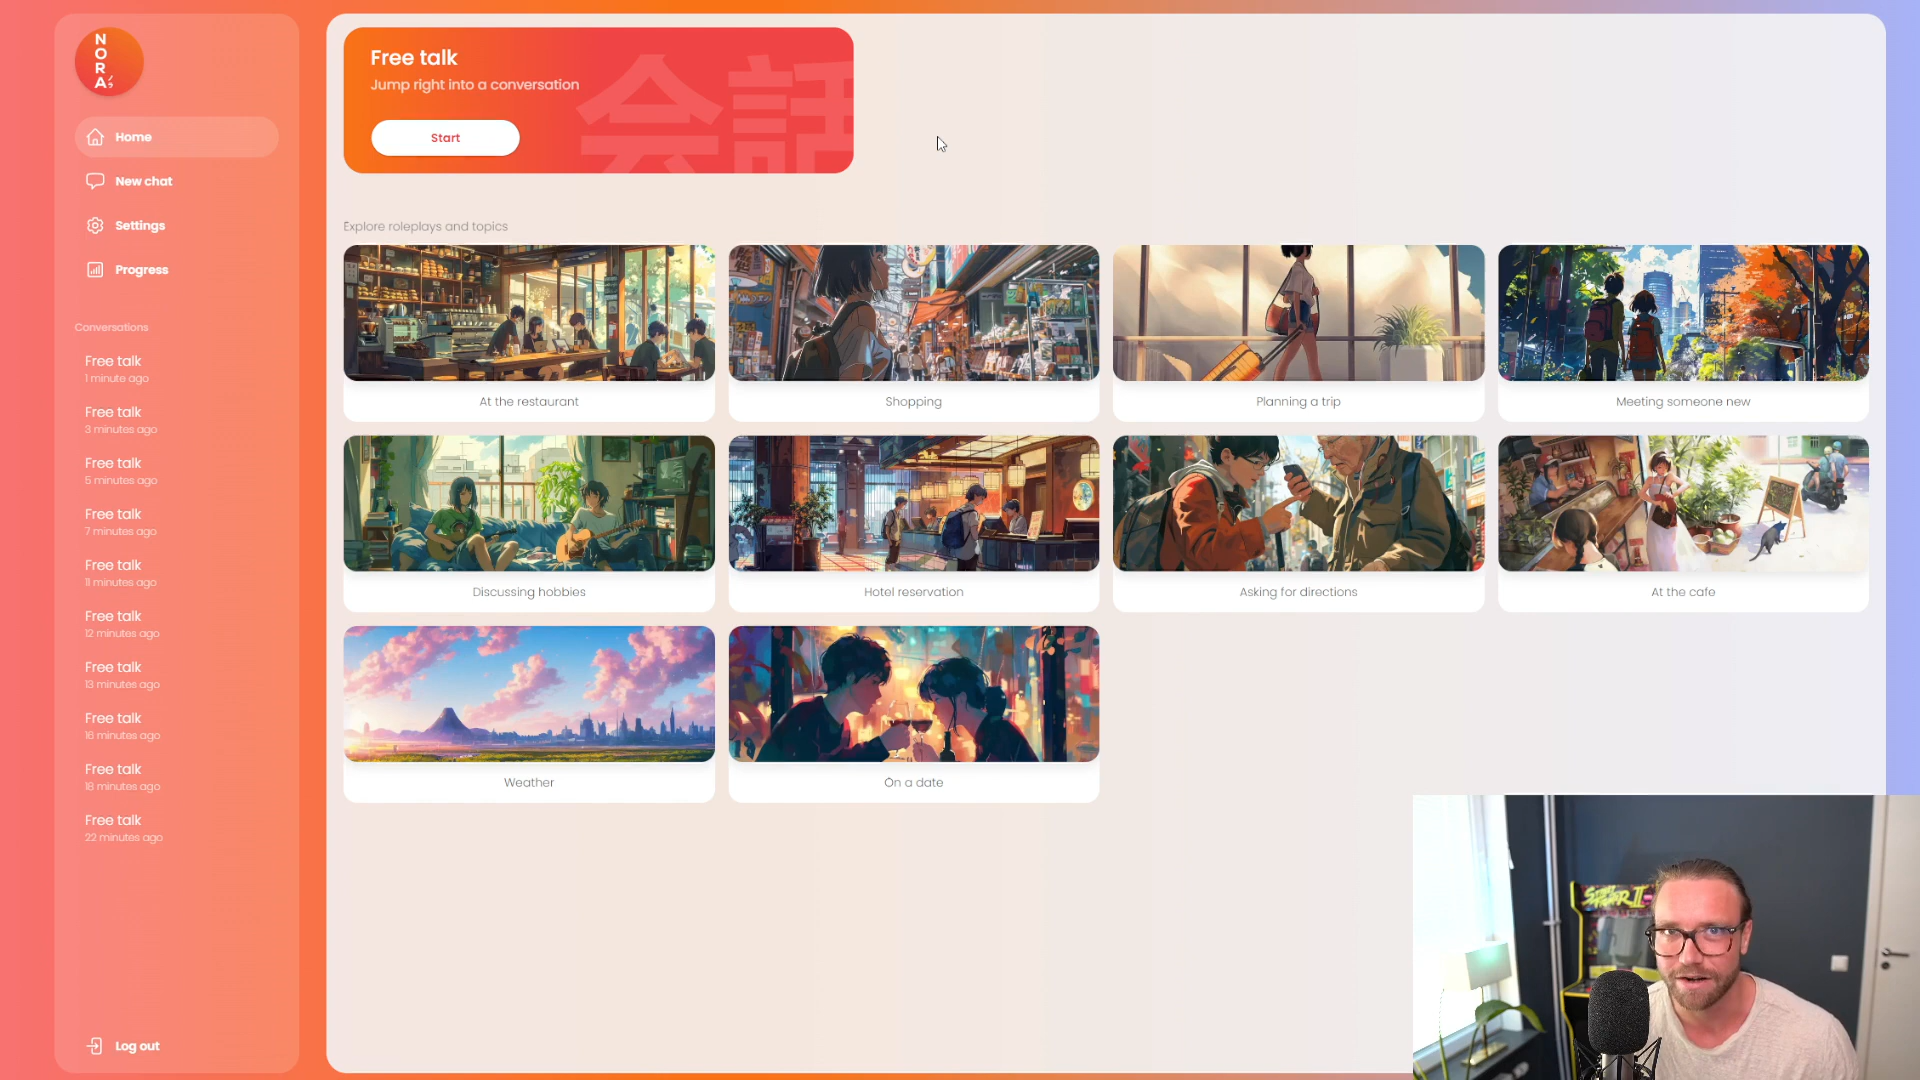 NORA
Home
New chat
Settings
Progress
Conversations
Free talk
1 minute ago
Free talk
3 minutes ago
Free talk
5 minutes ago
Free talk
7 minutes ago
Free talk
11 minutes ago
Free talk
12 minutes ago
Free talk
13 minutes ago
Free talk
16 minutes ago
Free talk
18 minutes ago
Free talk
22 minutes ago
Log out
Free talk
Jump right into a conversation
Start
会話
Explore roleplays and topics
At the restaurant
Shopping
Planning a trip
Meeting someone new
Discussing hobbies
Hotel reservation
Asking for directions
At the cafe
Weather
On a date